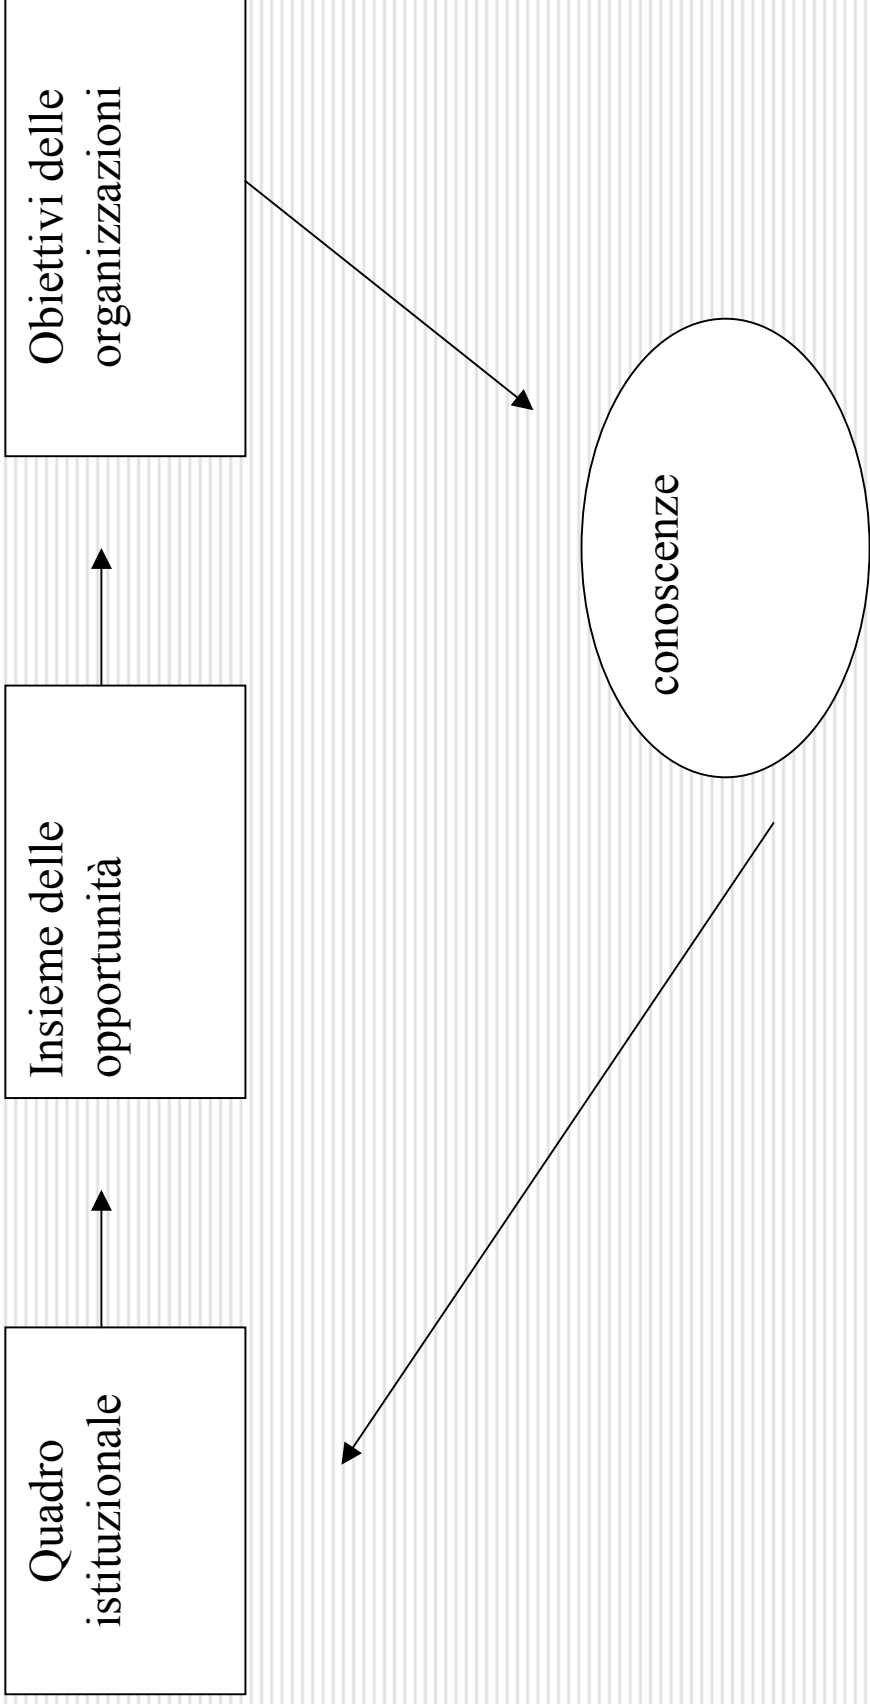 Quadro
istituzionale
Insieme delle
opportunità
Obiettivi delle
organizzazioni
conoscenze